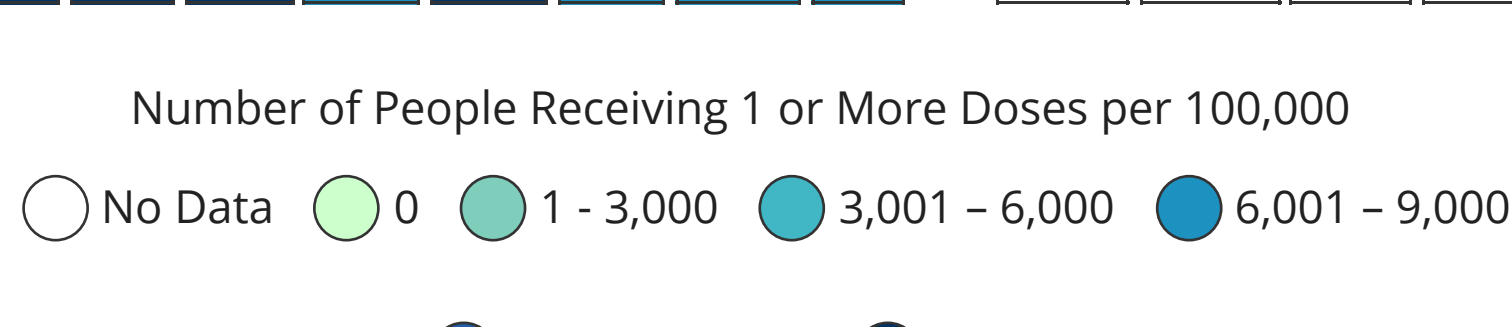 Number of People Receiving 1 or More Doses per 100,000
No Data 0 1 - 3,000 3,001 – 6,000 6,001 – 9,000